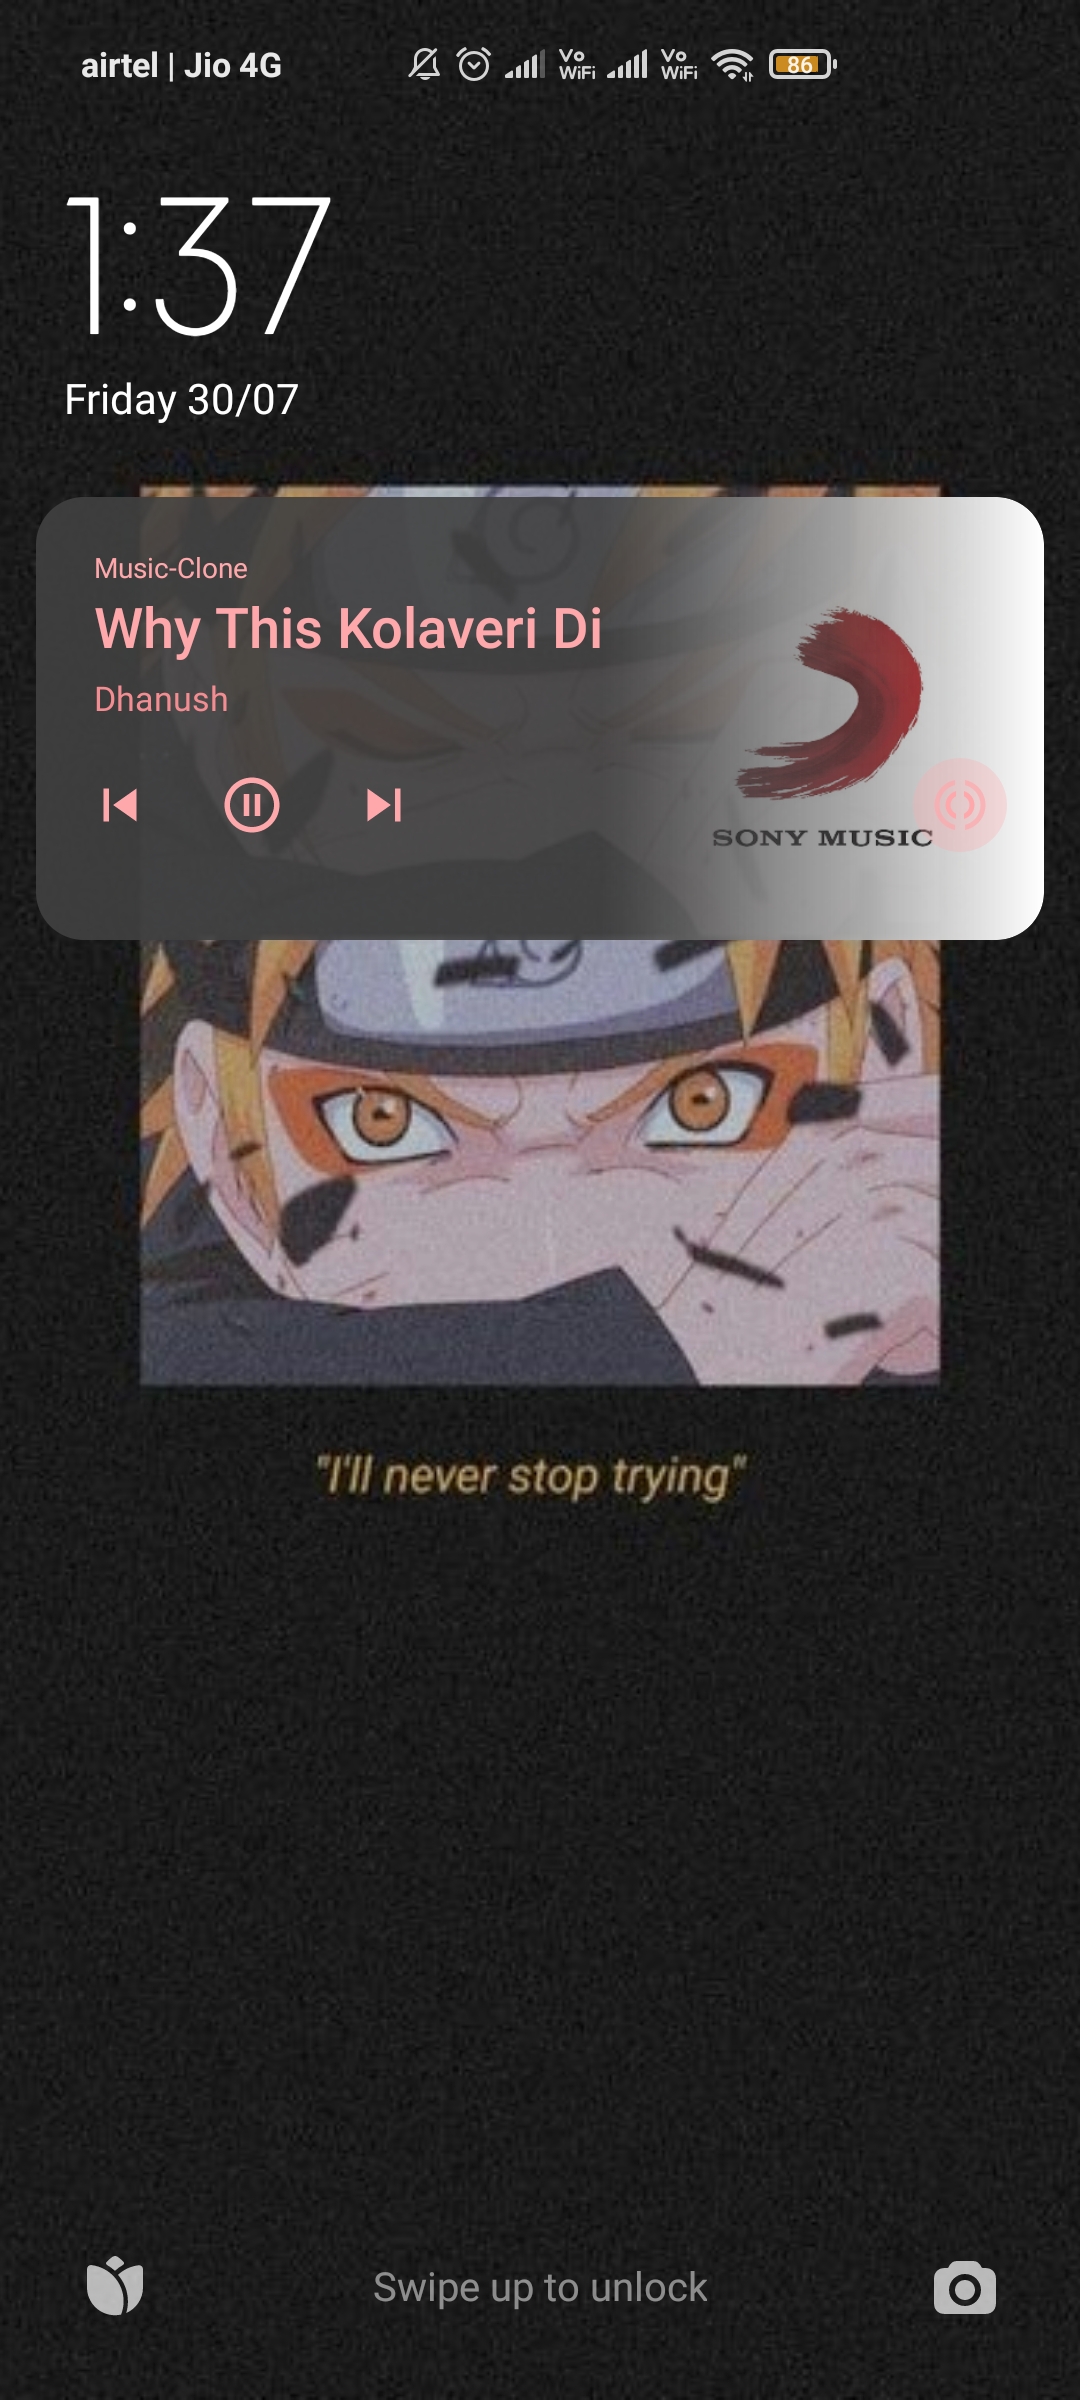 airtel | Jio 4G
Vo WiFi
Vo WiFi
86
1:37
Friday 30/07
Music-Clone
Why This Kolaveri Di
Dhanush
SONY MUSIC
"I'll never stop trying"
Swipe up to unlock